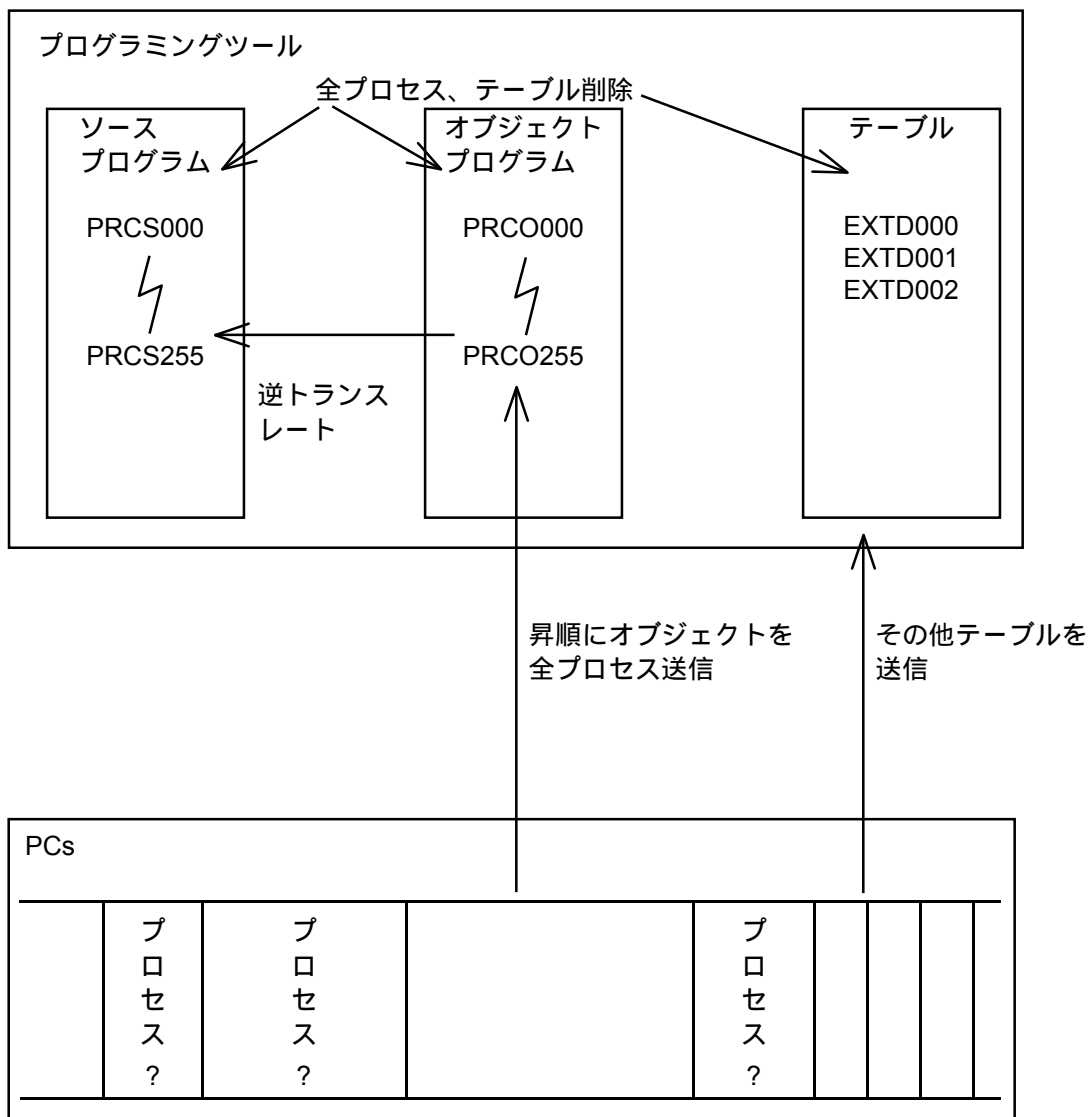 プログラミングツール
全プロセス、テーブル削除
ソース
プログラム
PRCS000
PRCS255
オブジェクト
プログラム
PRCO000
PRCO255
テーブル
EXTD000
EXTD001
EXTD002
逆トランス
レート
昇順にオブジェクトを
全プロセス送信
その他テーブルを
送信
PCs
プロセス?
プロセス?
プロセス?